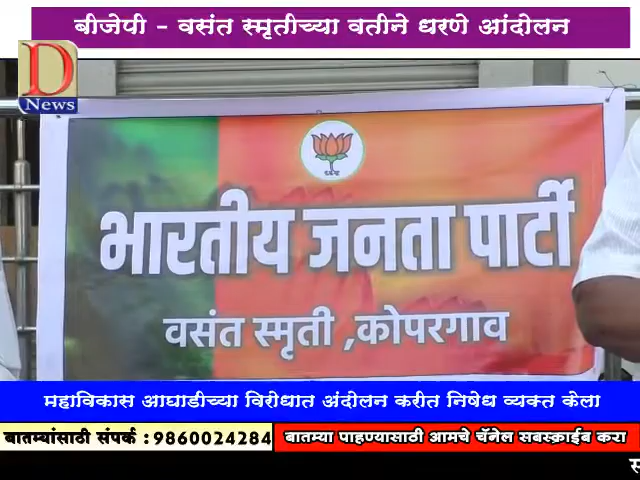 बीजेपी - वसंत स्मृतीच्या वतीने धरणे आंदोलन
D
News
भारतीय जनता पार्टी
वसंत स्मृती ,कोपरगाव
महाविकास आघाडीच्या विरोधात अंदोलन करीत निषेध व्यक्त केला
बातम्यांसाठी संपर्क : 9860024284 बातम्या पाहण्यासाठी आमचे चॅनेल सबस्क्राईब करा